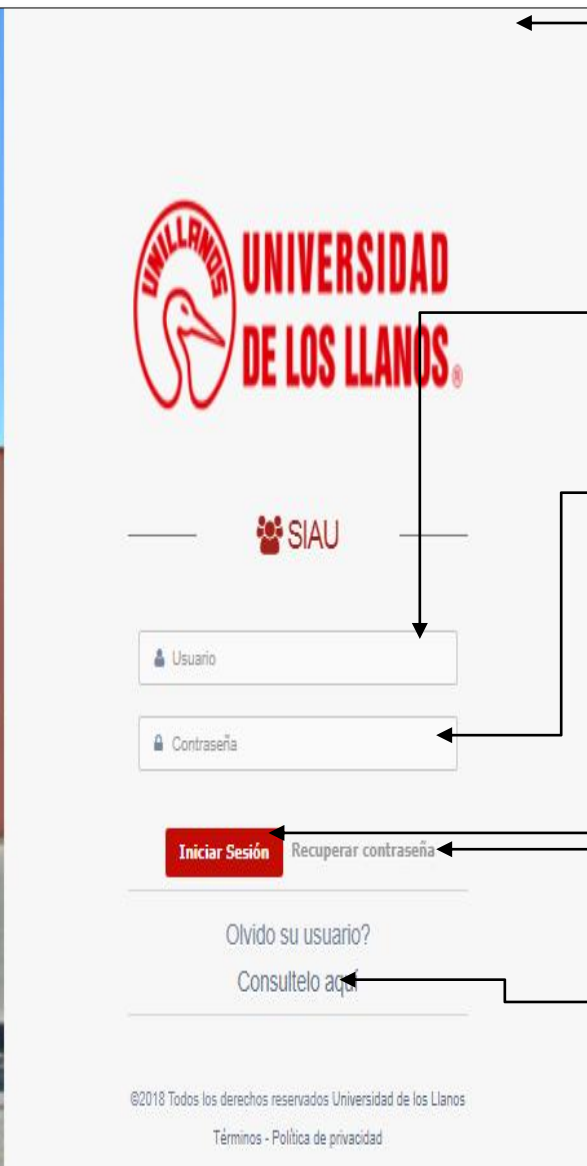 UNILLANOS
UNIVERSIDAD
DE LOS LLANOS®
SIAU
Usuario
Contraseña
Iniciar Sesión Recuperar contraseña
Olvido su usuario?
Consultelo aquí
©2018 Todos los derechos reservados Universidad de los Llanos
Términos - Política de privacidad